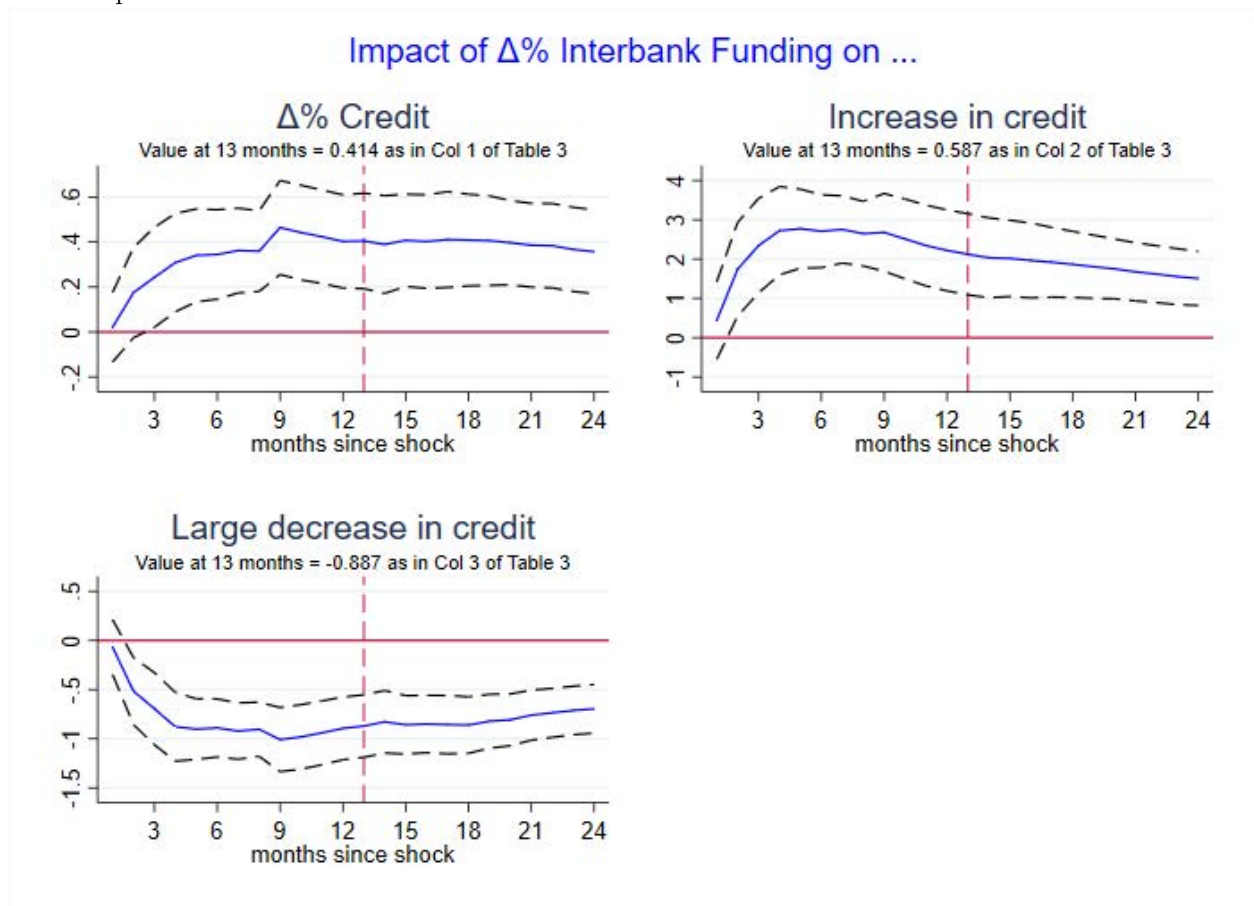 Impact of Δ% Interbank Funding on ...
Δ% Credit
Value at 13 months = 0.414 as in Col 1 of Table 3
.6
.4
.2
0
-.2
3 6 9 12 15 18 21 24
months since shock
Increase in credit
Value at 13 months = 0.587 as in Col 2 of Table 3
4
3
2
1
0
-1
3 6 9 12 15 18 21 24
months since shock
Large decrease in credit
Value at 13 months = -0.887 as in Col 3 of Table 3
.5
0
-.5
-1
-1.5
3 6 9 12 15 18 21 24
months since shock